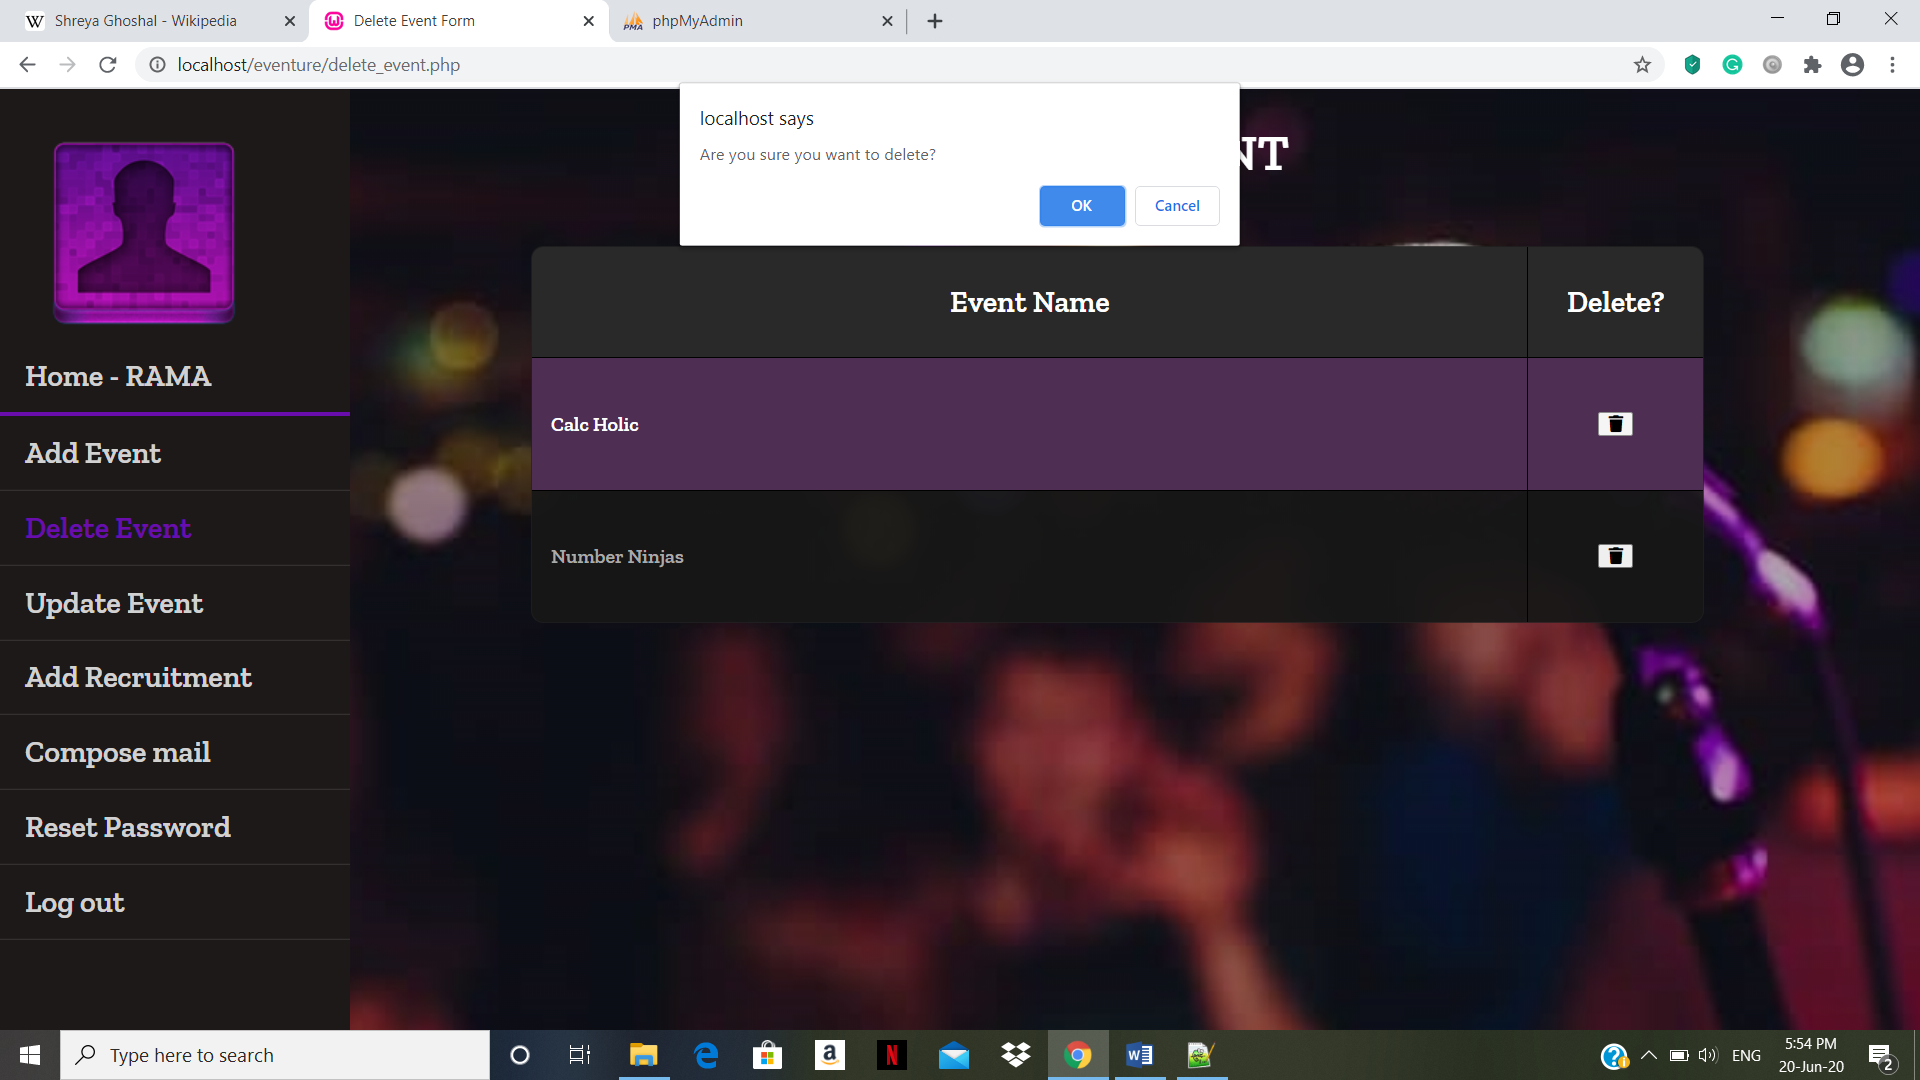 Shreya Ghoshal - Wikipedia
Delete Event Form
phpMyAdmin
localhost/eventure/delete_event.php
localhost says
Are you sure you want to delete?
OK
Cancel
NT
Home - RAMA
Add Event
Delete Event
Update Event
Add Recruitment
Compose mail
Reset Password
Log out
Event Name
Delete?
Calc Holic
Number Ninjas
Type here to search
ENG
5:54 PM
20-Jun-20
2